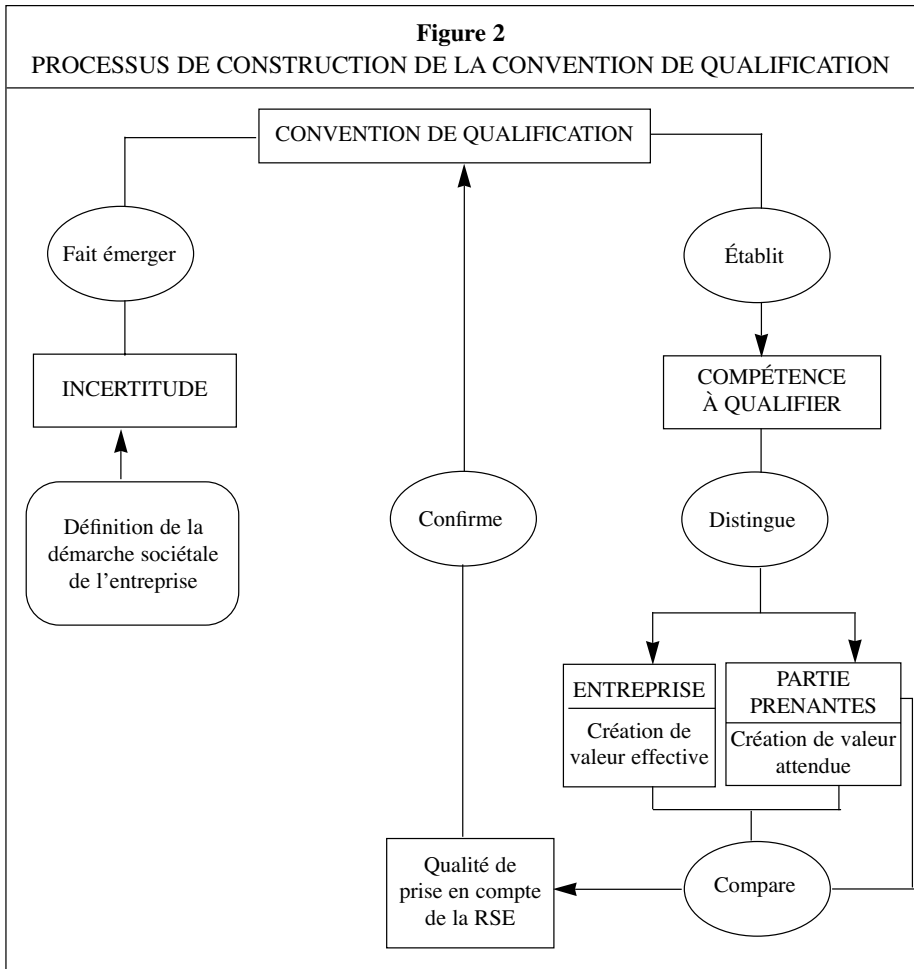 Figure 2
PROCESSUS DE CONSTRUCTION DE LA CONVENTION DE QUALIFICATION
CONVENTION DE QUALIFICATION
Fait émerger
Établit
INCERTITUDE
COMPÉTENCE
À QUALIFIER
Définition de la
démarche sociétale
de l'entreprise
Confirme
Distingue
ENTREPRISE
Création de
valeur effective
PARTIE
PRENANTES
Création de valeur
attendue
Qualité de
prise en compte
de la RSE
Compare